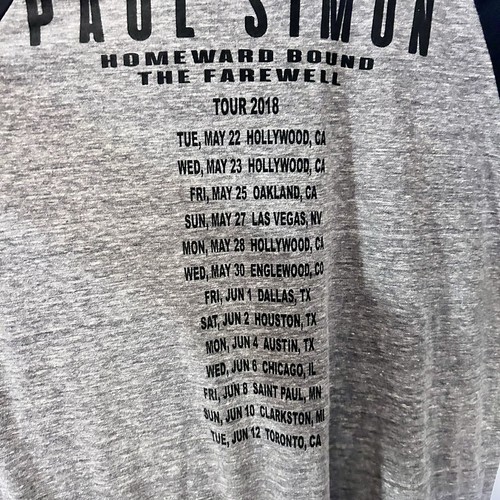 PAUL SIMON
HOMEWARD BOUND
THE FAREWELL
TOUR 2018
TUE, MAY 22 HOLLYWOOD, CA
WED, MAY 23 HOLLYWOOD, CA
FRI, MAY 25 OAKLAND, CA
SUN, MAY 27 LAS VEGAS, NV
MON, MAY 28 HOLLYWOOD, CA
WED, MAY 30 ENGLEWOOD, CO
FRI, JUN 1 DALLAS, TX
SAT, JUN 2 HOUSTON, TX
MON, JUN 4 AUSTIN, TX
WED, JUN 6 CHICAGO, IL
FRI, JUN 8 SAINT PAUL, MN
SUN, JUN 10 CLARKSTON, MI
TUE, JUN 12 TORONTO, CA